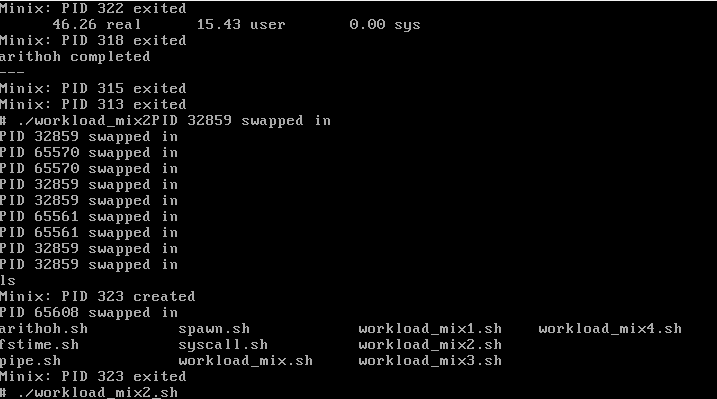 Minix: PID 322 exited
46.26 real 15.43 user 0.00 sys
Minix: PID 318 exited
arithoh completed
---
Minix: PID 315 exited
Minix: PID 313 exited
# ./workload_mix2PID 32859 swapped in
PID 32859 swapped in
PID 65570 swapped in
PID 65570 swapped in
PID 32859 swapped in
PID 32859 swapped in
PID 65561 swapped in
PID 65561 swapped in
PID 32859 swapped in
PID 32859 swapped in
ls
Minix: PID 323 created
PID 65608 swapped in
arithoh.sh spawn.sh workload_mix1.sh workload_mix4.sh
fstime.sh syscall.sh workload_mix2.sh
pipe.sh workload_mix.sh workload_mix3.sh
Minix: PID 323 exited
# ./workload_mix2.sh